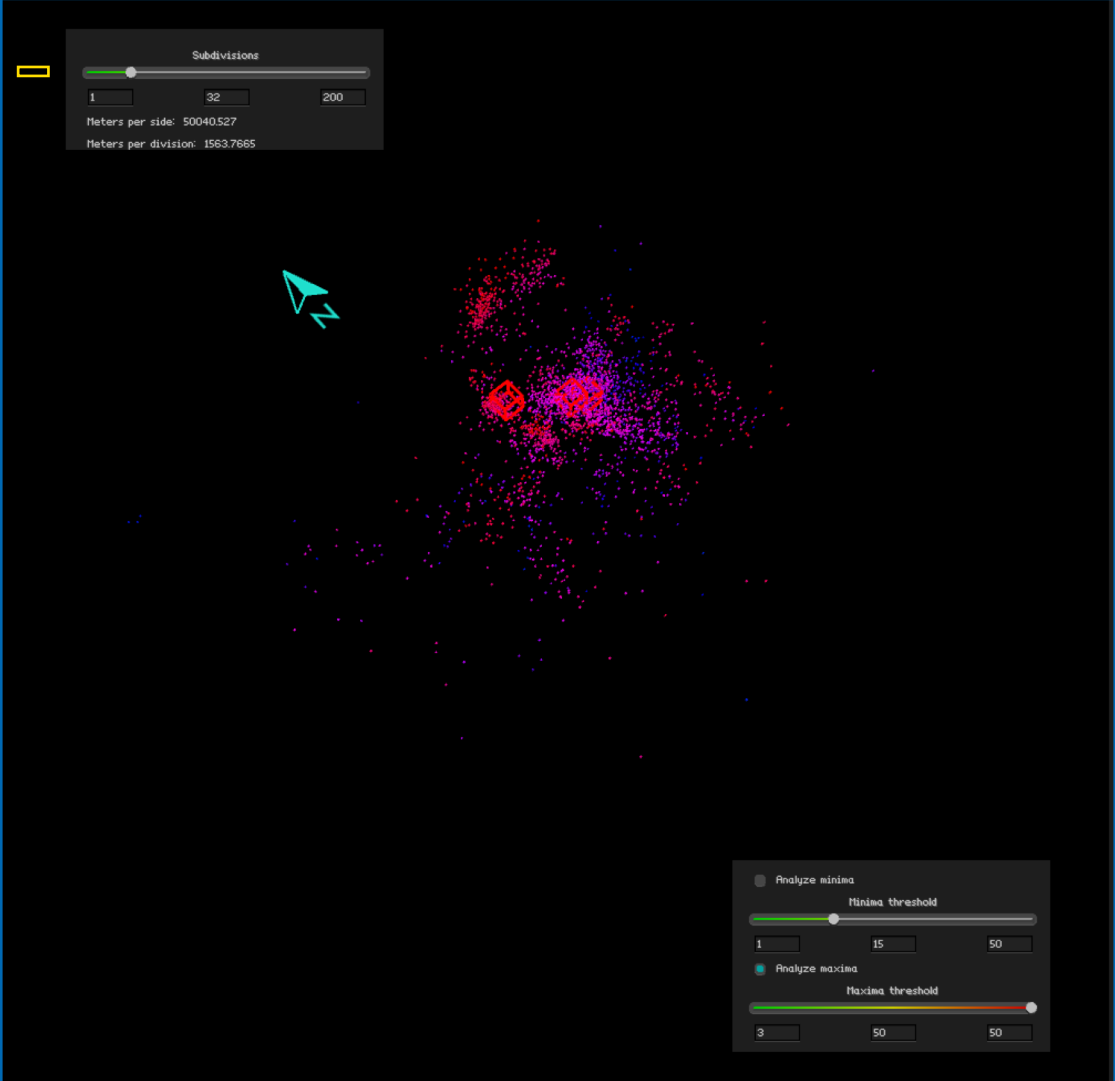 Subdivisions
1 32 200
Meters per side: 50040.527
Meters per division: 1563.7665
N
Analyze minima
Minima threshold
1 15 50
Analyze maxima
Maxima threshold
3 50 50